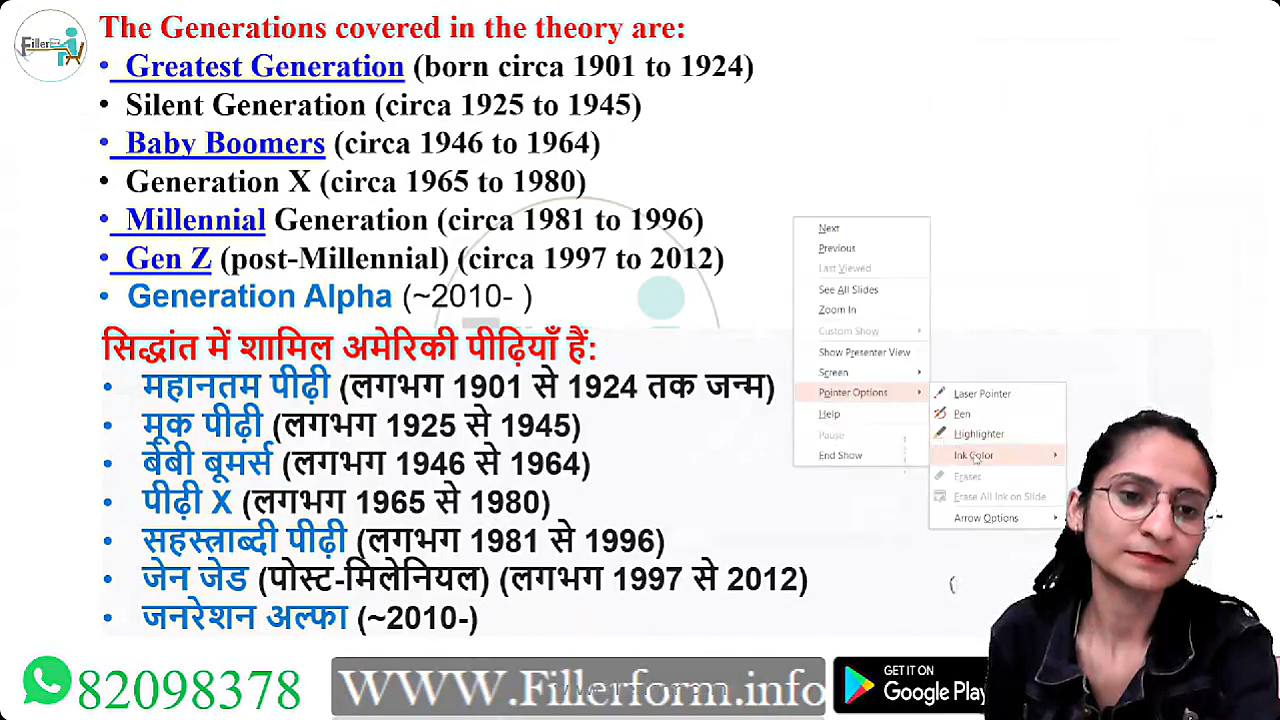 Filler
The Generations covered in the theory are:
• Greatest Generation (born circa 1901 to 1924)
• Silent Generation (circa 1925 to 1945)
• Baby Boomers (circa 1946 to 1964)
• Generation X (circa 1965 to 1980)
• Millennial Generation (circa 1981 to 1996)
• Gen Z (post-Millennial) (circa 1997 to 2012)
• Generation Alpha (~2010- )
सिद्धांत में शामिल अमेरिकी पीढ़ियाँ हैं:
• महानतम पीढ़ी (लगभग 1901 से 1924 तक जन्म)
• मूक पीढ़ी (लगभग 1925 से 1945)
• बेबी बूमर्स (लगभग 1946 से 1964)
• पीढ़ी X (लगभग 1965 से 1980)
• सहस्त्राब्दी पीढ़ी (लगभग 1981 से 1996)
• जेन जेड (पोस्ट-मिलेनियल) (लगभग 1997 से 2012)
• जनरेशन अल्फा (~2010-)
Next
Previous
Last Viewed
See All Slides
Zoom In
Custom Show
Show Presenter View
Screen
Pointer Options
Help
Pause
End Show
Laser Pointer
Pen
Highlighter
Ink Color
Eraser
Erase All Ink on Slide
Arrow Options
82098378
WWW.Fillerform.info
GET IT ON
Google Play